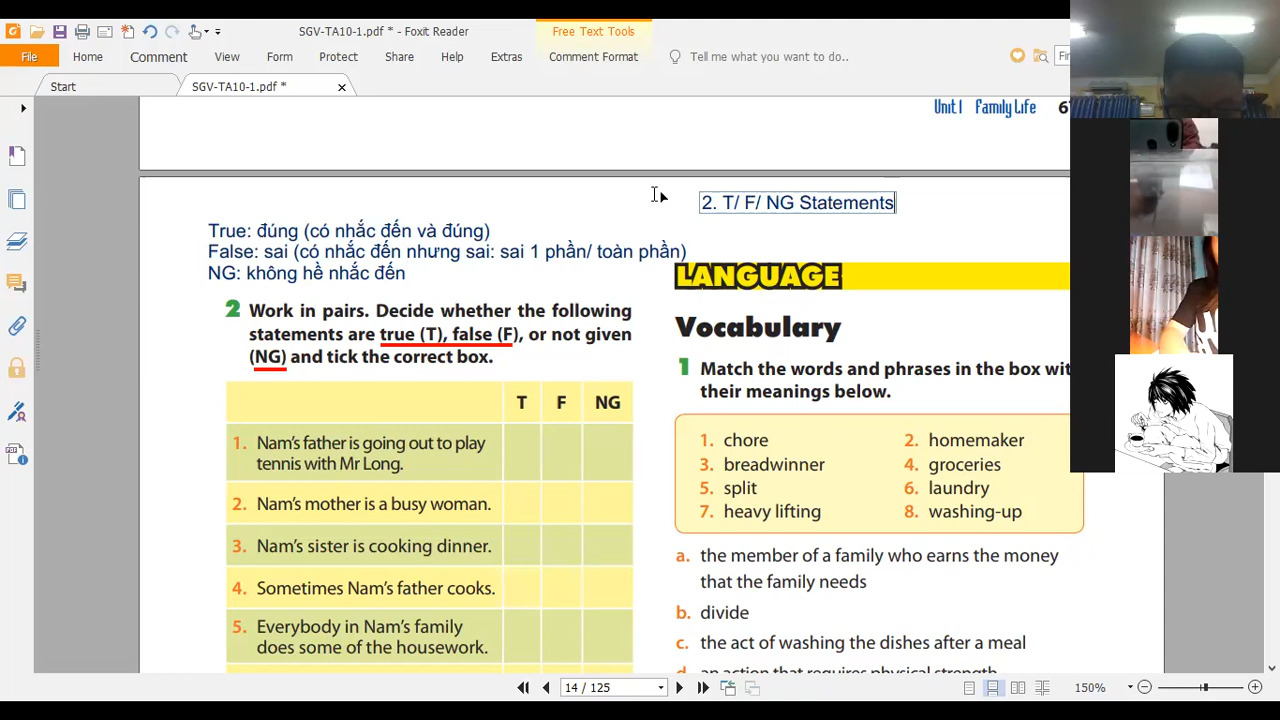 SGV-TA10-1.pdf * - Foxit Reader
Free Text Tools
File
Home
Comment
View
Form
Protect
Share
Help
Extras
Comment Format
Tell me what you want to do..
Start
SGV-TA10-1.pdf *
Unit 1 Family Life
2. T/ F/ NG Statements
True: đúng (có nhắc đến và đúng)
False: sai (có nhắc đến nhưng sai: sai 1 phần/ toàn phần)
NG: không hề nhắc đến
2 Work in pairs. Decide whether the following
statements are true (T), false (F), or not given
(NG) and tick the correct box.
T F NG
1. Nam's father is going out to play
tennis with Mr Long.
2. Nam's mother is a busy woman.
3. Nam's sister is cooking dinner.
4. Sometimes Nam's father cooks.
5. Everybody in Nam's family
does some of the housework.
LANGUAGE
Vocabulary
1 Match the words and phrases in the box
their meanings below.
1. chore 2. homemaker
3. breadwinner 4. groceries
5. split 6. laundry
7. heavy lifting 8. washing-up
a. the member of a family who earns the money
that the family needs
b. divide
c. the act of washing the dishes after a meal
d. an action that requires physical strength
14 / 125
150%